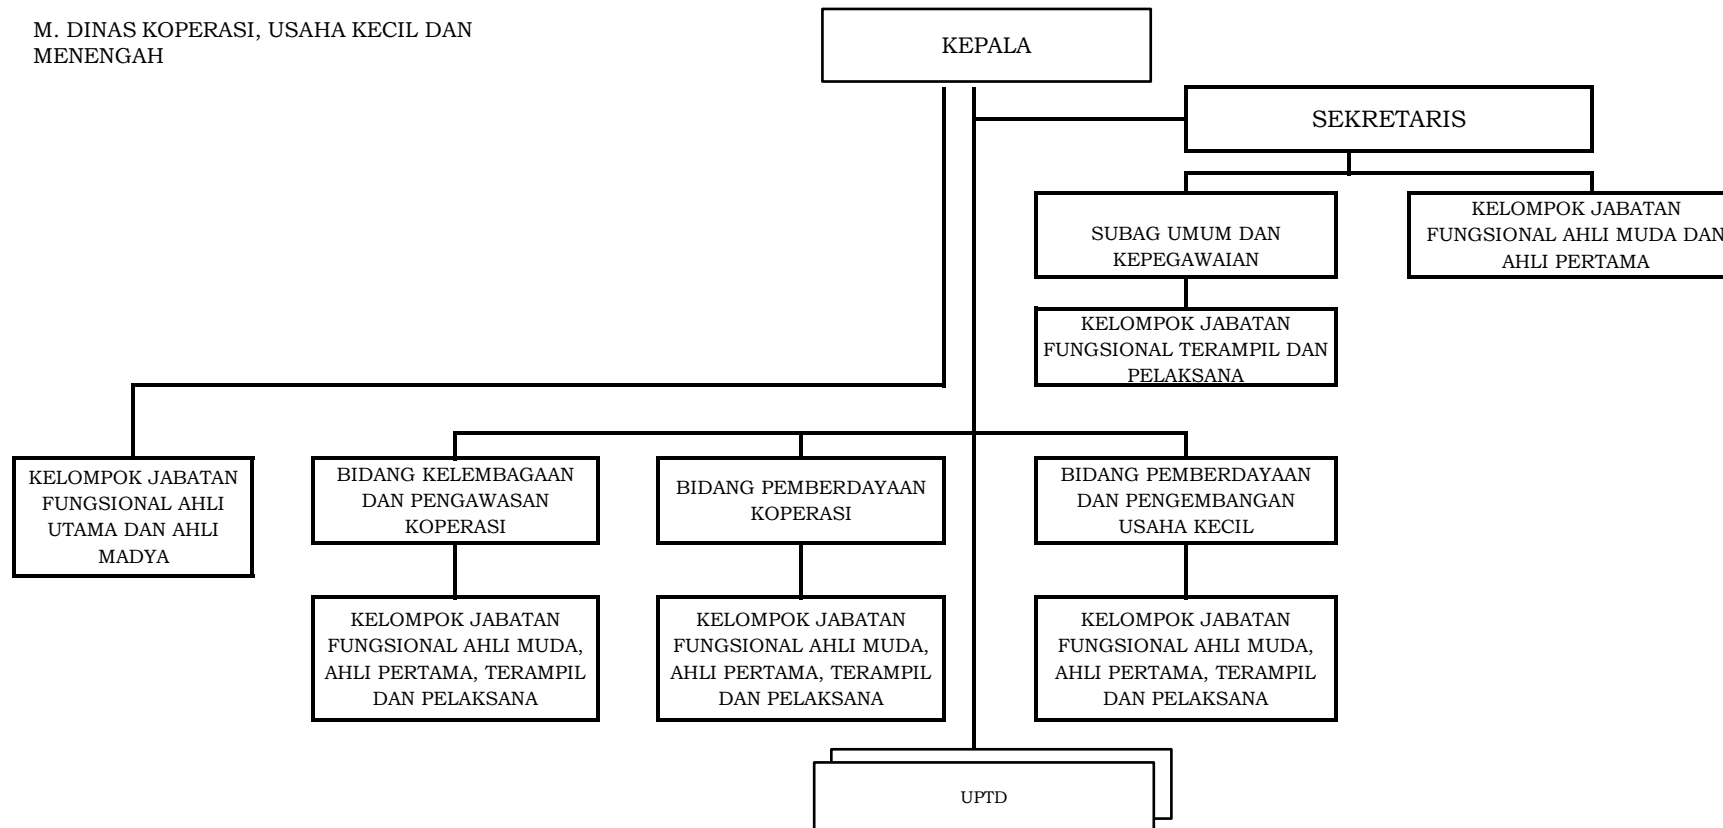 M. DINAS KOPERASI, USAHA KECIL DAN
MENENGAH
KEPALA
SEKRETARIS
SUBAG UMUM DAN
KEPEGAWAIAN
KELOMPOK JABATAN
FUNGSIONAL AHLI MUDA DAN
AHLI PERTAMA
KELOMPOK JABATAN
FUNGSIONAL TERAMPIL DAN
PELAKSANA
KELOMPOK JABATAN
FUNGSIONAL AHLI
UTAMA DAN AHLI
MADYA
BIDANG KELEMBAGAAN
DAN PENGAWASAN
KOPERASI
BIDANG PEMBERDAYAAN
KOPERASI
BIDANG PEMBERDAYAAN
DAN PENGEMBANGAN
USAHA KECIL
KELOMPOK JABATAN
FUNGSIONAL AHLI MUDA,
AHLI PERTAMA, TERAMPIL
DAN PELAKSANA
KELOMPOK JABATAN
FUNGSIONAL AHLI MUDA,
AHLI PERTAMA, TERAMPIL
DAN PELAKSANA
KELOMPOK JABATAN
FUNGSIONAL AHLI MUDA,
AHLI PERTAMA, TERAMPIL
DAN PELAKSANA
UPTD